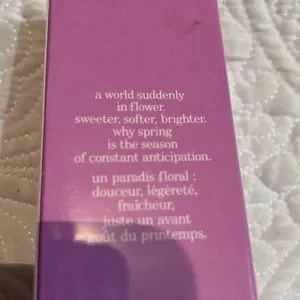 a world suddenly
in flower.
sweeter, softer, brighter.
why spring
is the season
of constant anticipation.
un paradis floral :
douceur, légèreté,
fraîcheur,
juste un avant
goût du printemps.